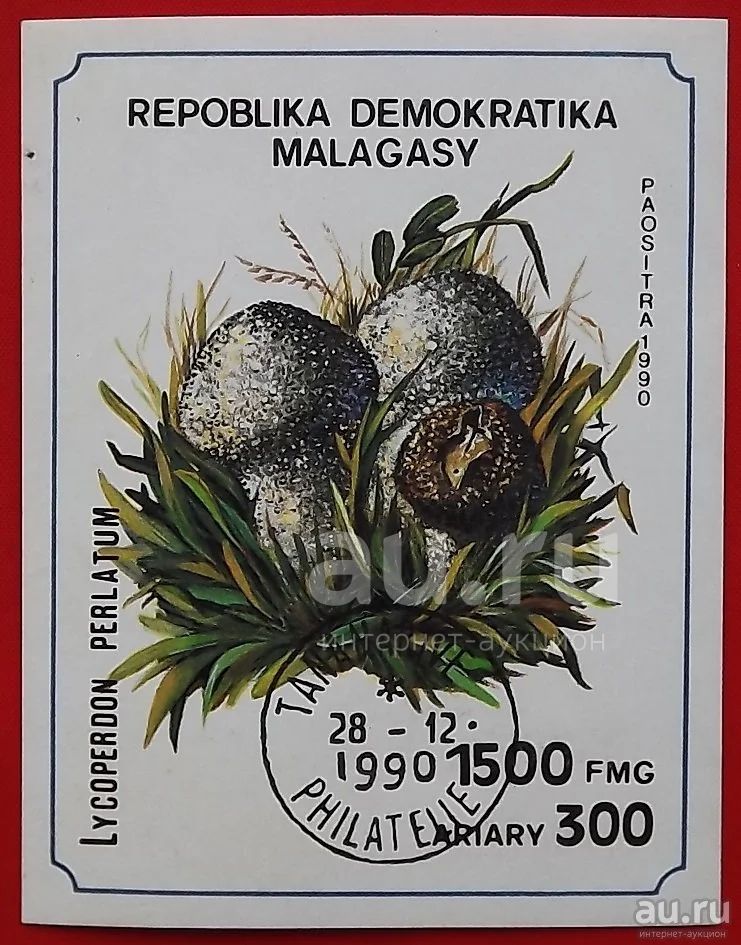 REPOBLIKA DEMOKRATIKA
MALAGASY
PAOSITRA 1990
LYCOPERDON PERLATUM
au.ru
интернет-аукцион
28 - 12.
1990
PHILATELIE
1500 FMG
ARIARY 300
au.ru
интернет-аукцион